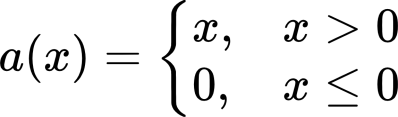 a(x) = { x, x > 0
0, x ≤ 0